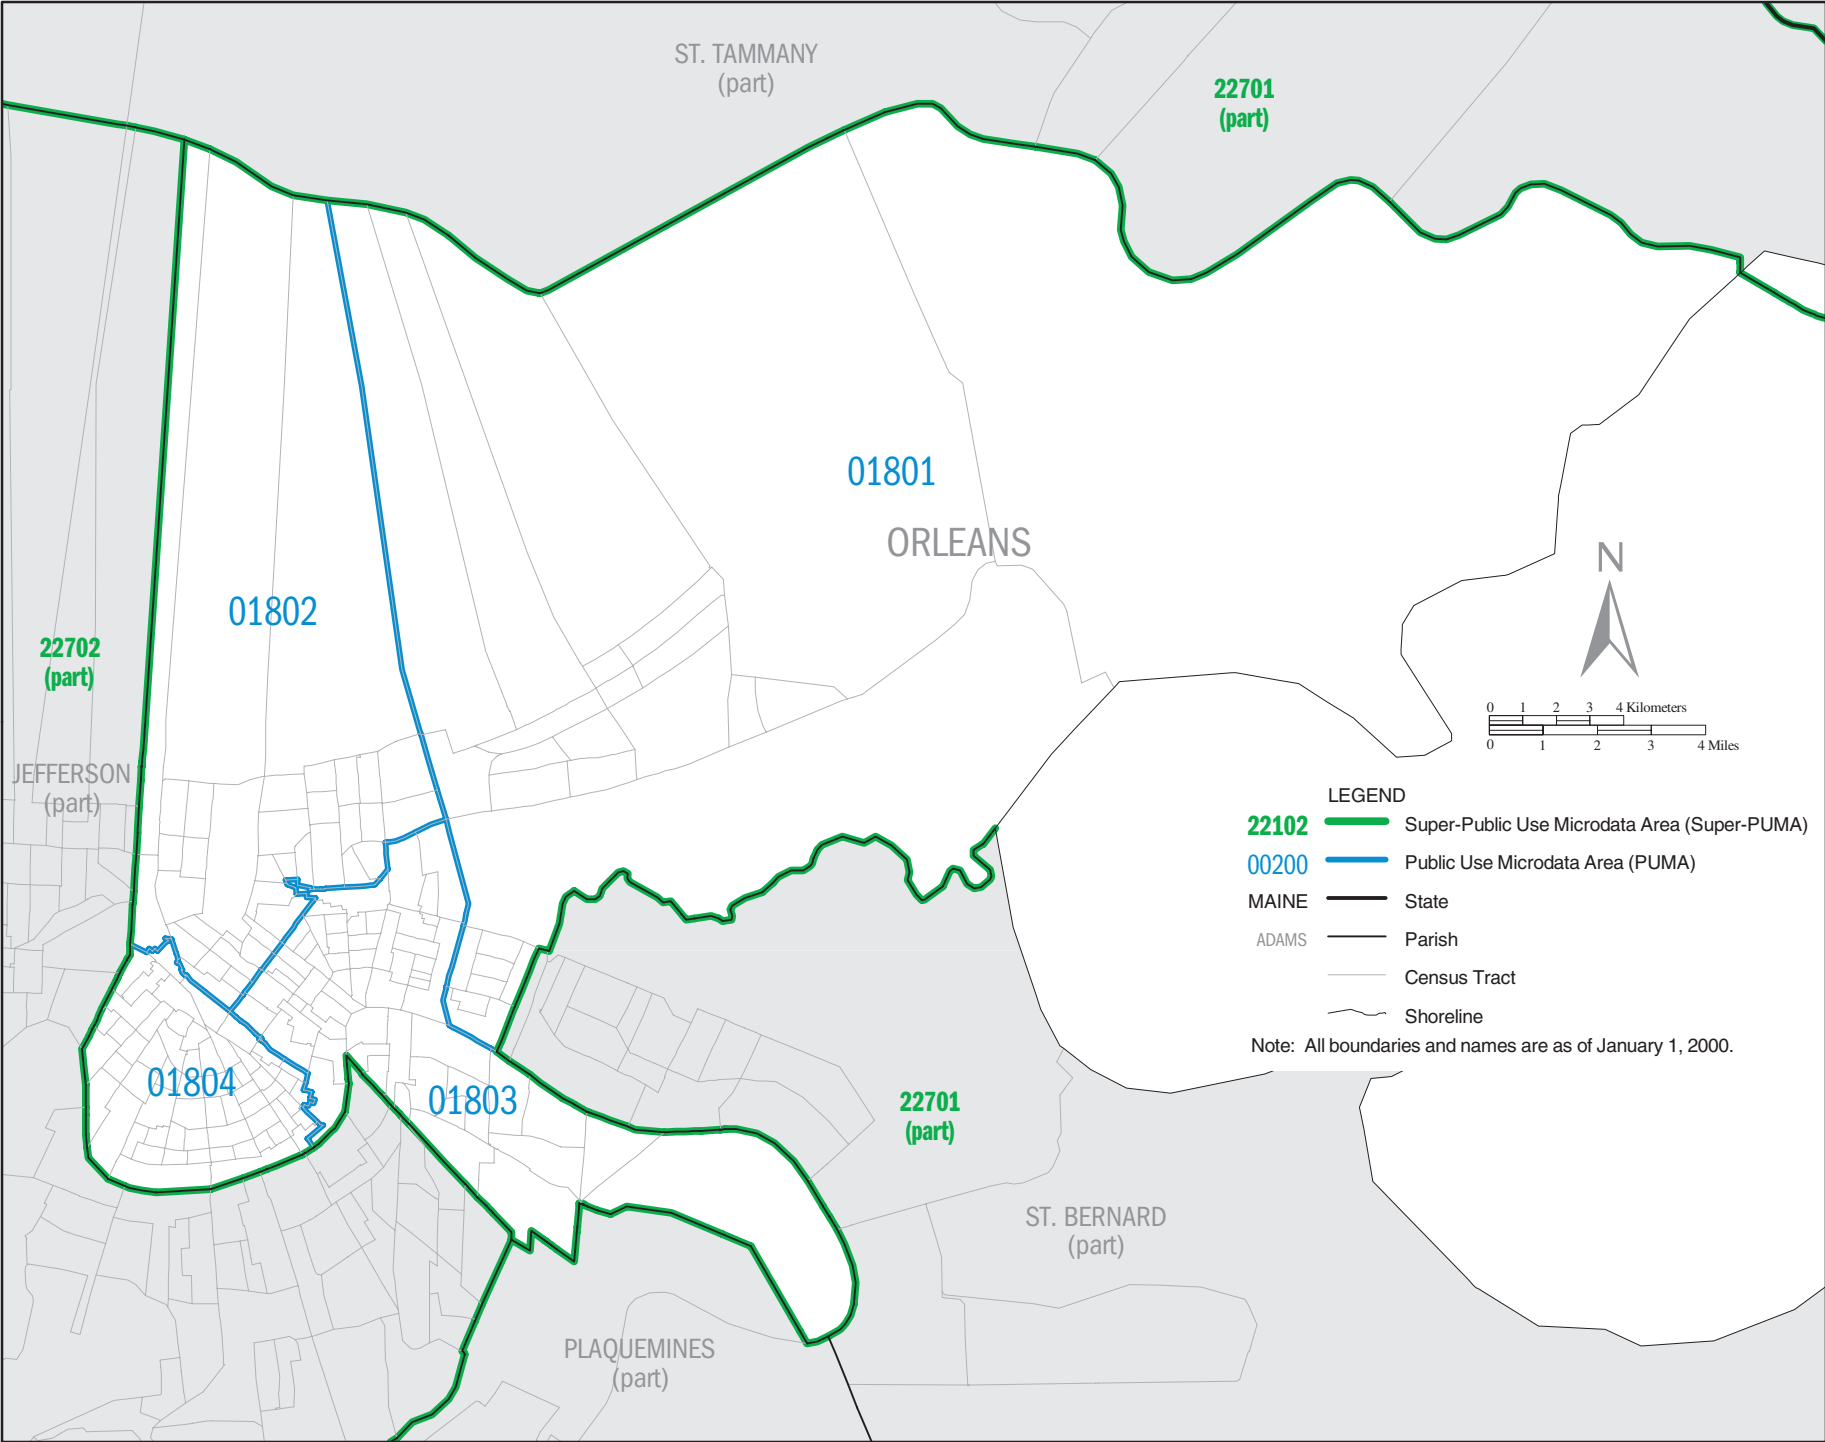 ST. TAMMANY
(part)
22701
(part)
01801
ORLEANS
N
01802
22702
(part)
0 1 2 3 4 Kilometers
0 1 2 3 4 Miles
JEFFERSON
(part)
LEGEND
22102 Super-Public Use Microdata Area (Super-PUMA)
00200 Public Use Microdata Area (PUMA)
MAINE State
ADAMS Parish
Census Tract
Shoreline
Note: All boundaries and names are as of January 1, 2000.
01804
01803
22701
(part)
ST. BERNARD
(part)
PLAQUEMINES
(part)